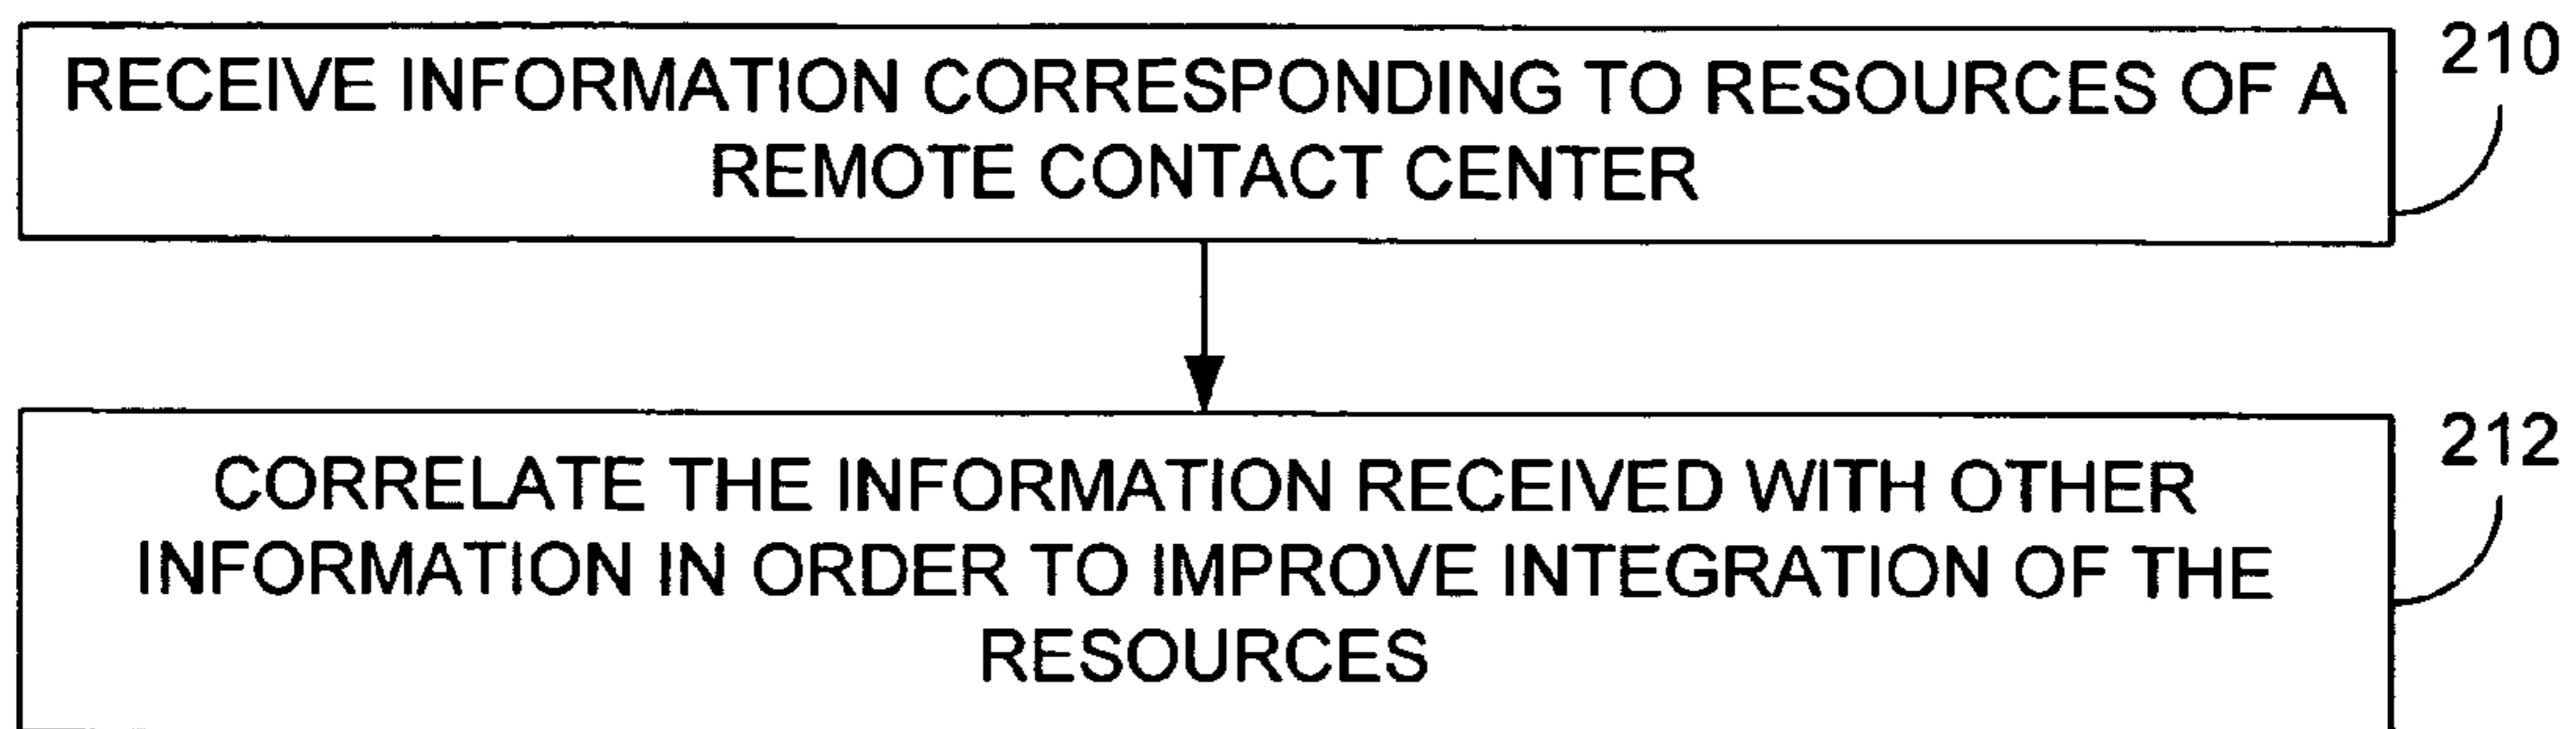 RECEIVE INFORMATION CORRESPONDING TO RESOURCES OF A
REMOTE CONTACT CENTER
210
CORRELATE THE INFORMATION RECEIVED WITH OTHER
INFORMATION IN ORDER TO IMPROVE INTEGRATION OF THE
RESOURCES
212